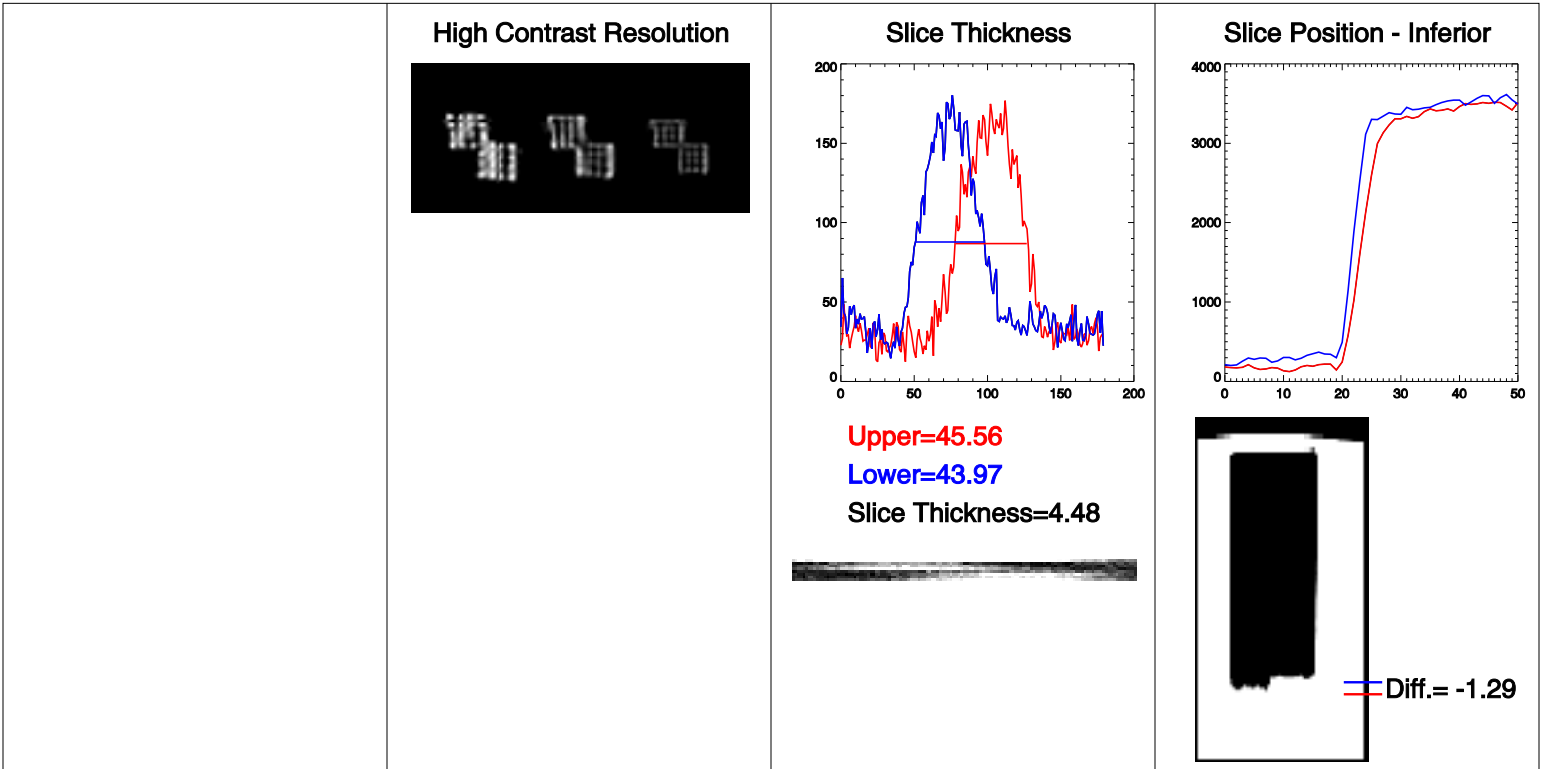 High Contrast Resolution
Slice Thickness
200
150
100
50
0
0 50 100 150 200
Upper=45.56
Lower=43.97
Slice Thickness=4.48
Slice Position - Inferior
4000
3000
2000
1000
0
0 10 20 30 40 50
Diff.= -1.29